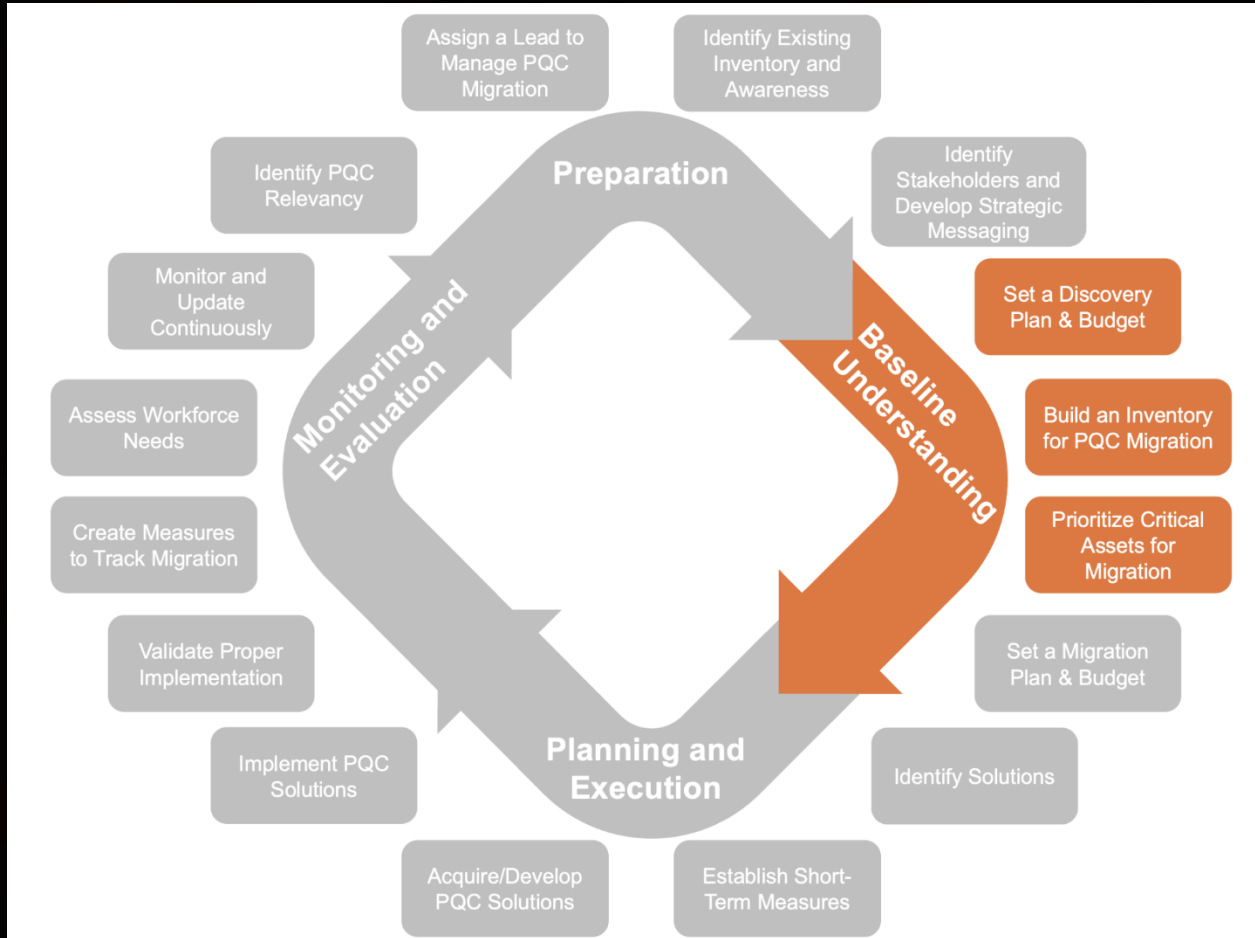 Assign a Lead to
Manage PQC
Migration
Identify Existing
Inventory and
Awareness
Identify PQC
Relevancy
Preparation
Identify
Stakeholders and
Develop Strategic
Messaging
Monitor and
Update
Continuously
Set a Discovery
Plan & Budget
Monitoring and
Evaluation
Baseline
Understanding
Assess Workforce
Needs
Build an Inventory
for PQC Migration
Create Measures
to Track Migration
Prioritize Critical
Assets for
Migration
Validate Proper
Implementation
Set a Migration
Plan & Budget
Planning and
Execution
Implement PQC
Solutions
Identify Solutions
Acquire/Develop
PQC Solutions
Establish Short-
Term Measures